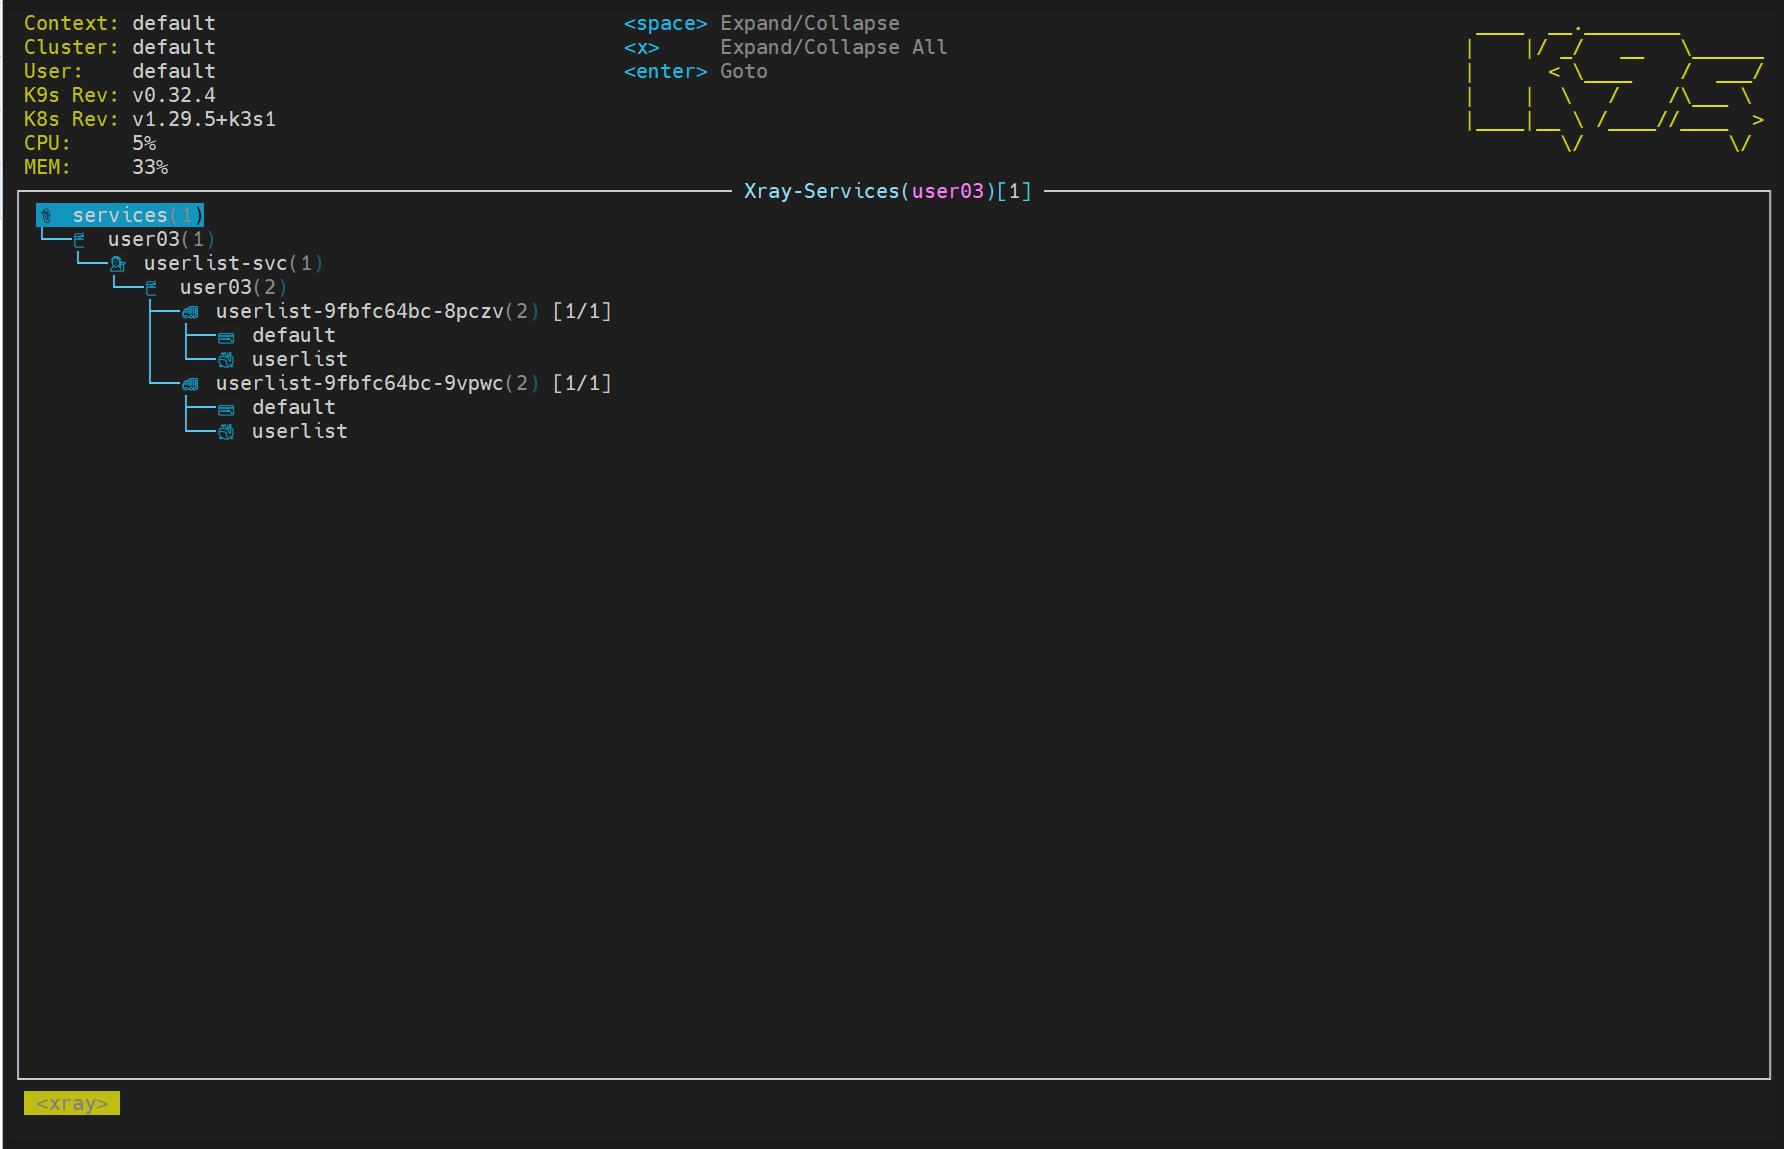 Context: default
Cluster: default
User: default
K9s Rev: v0.32.4
K8s Rev: v1.29.5+k3s1
CPU: 5%
MEM: 33%
<space> Expand/Collapse
<x> Expand/Collapse All
<enter> Goto
K9s
Xray-Services(user03)[1]
services(1)
user03(1)
userlist-svc(1)
user03(2)
userlist-9fbfc64bc-8pczv(2) [1/1]
default
userlist
userlist-9fbfc64bc-9vpwc(2) [1/1]
default
userlist
<xray>